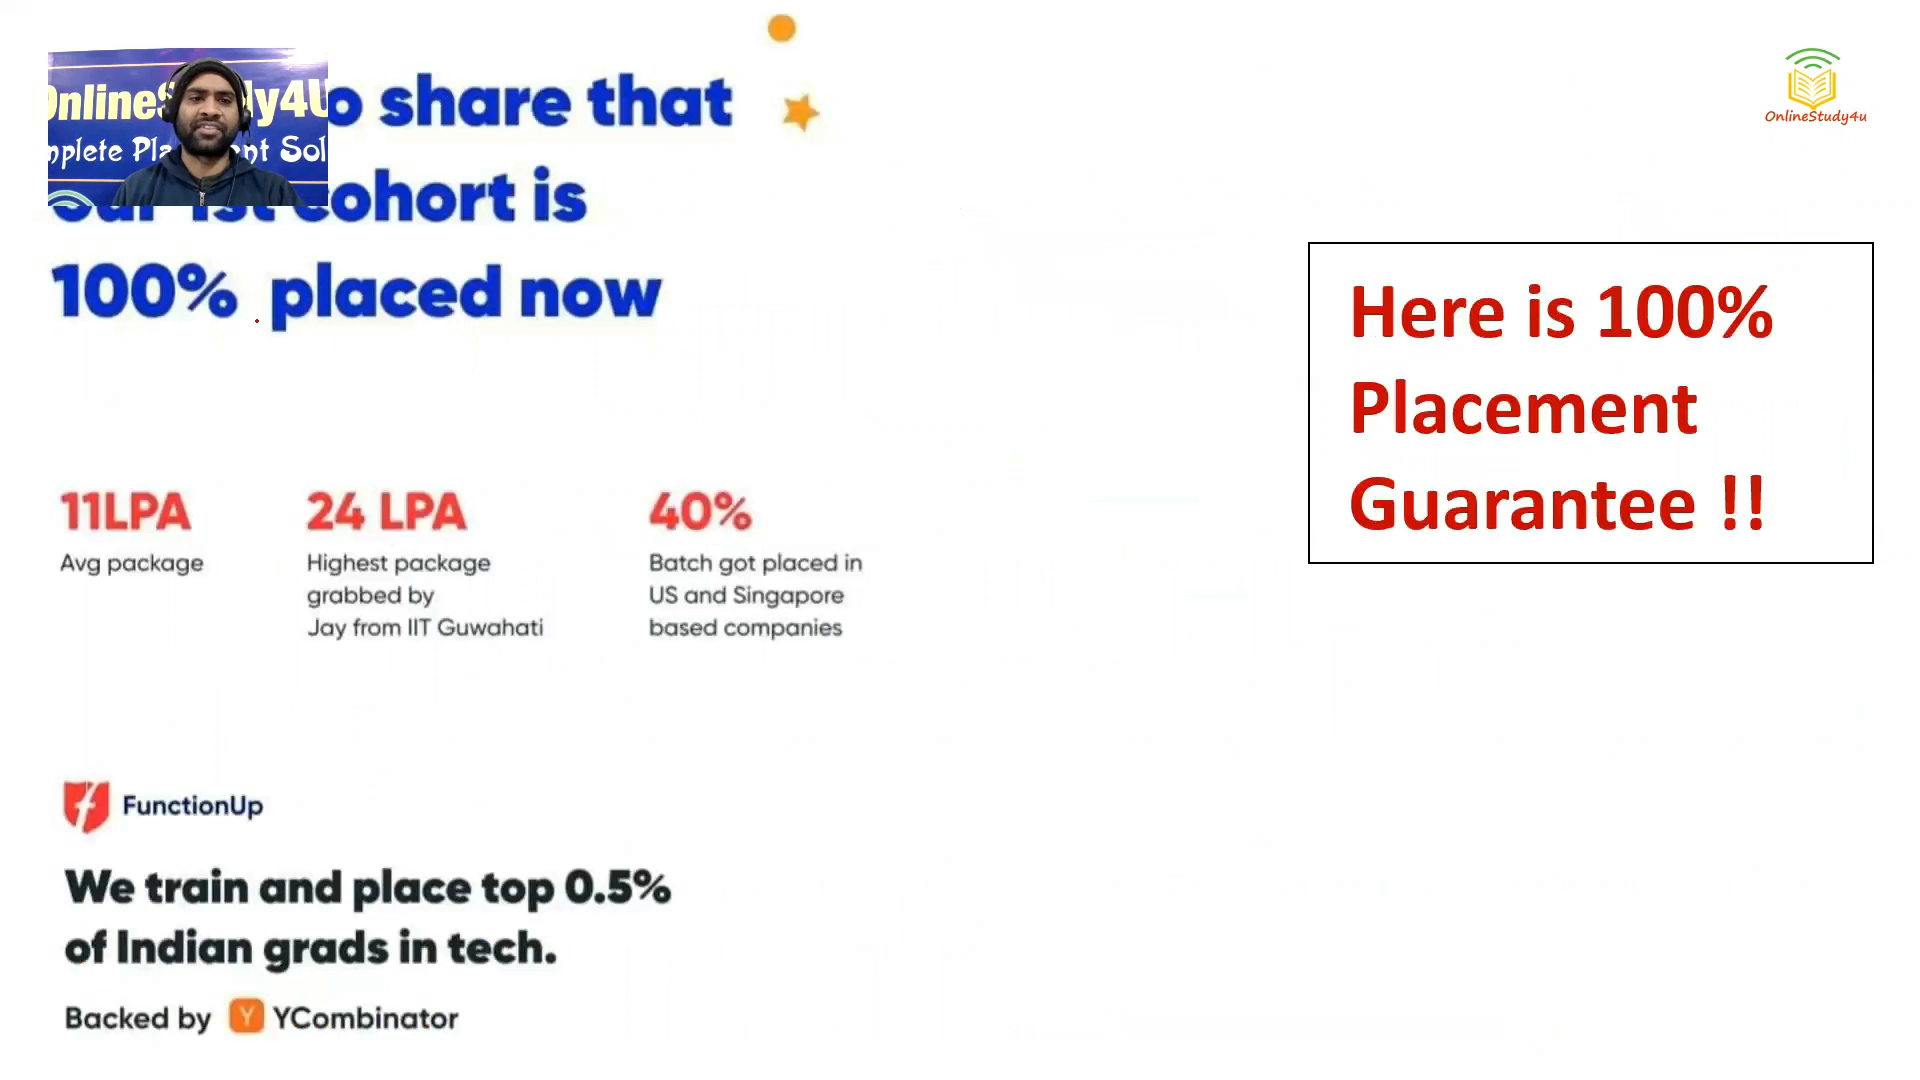 OnlineStudy4U
o share that
cohort is
100% placed now
OnlineStudy4u
Here is 100%
Placement
Guarantee !!
11LPA
Avg package
24 LPA
Highest package
grabbed by
Jay from IIT Guwahati
40%
Batch got placed in
US and Singapore
based companies
FunctionUp
We train and place top 0.5%
of Indian grads in tech.
Backed by YCombinator